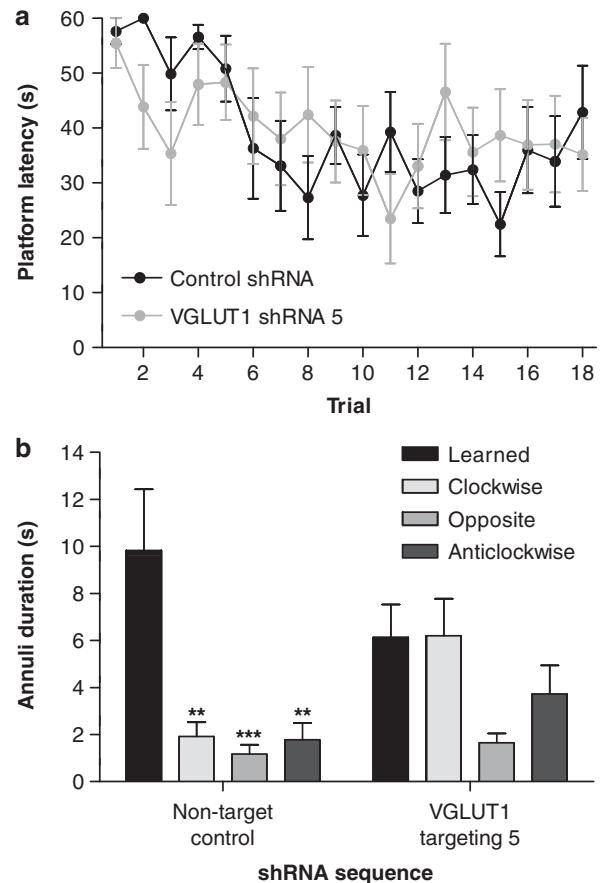 a
60
50
40
30
20
10
0
Platform latency (s)
Control shRNA
VGLUT1 shRNA 5
2 4 6 8 10 12 14 16 18
Trial
b
14
12
10
8
6
4
2
0
Annuli duration (s)
Learned
Clockwise
Opposite
Anticlockwise
** *** **
Non-target control
VGLUT1 targeting 5
shRNA sequence